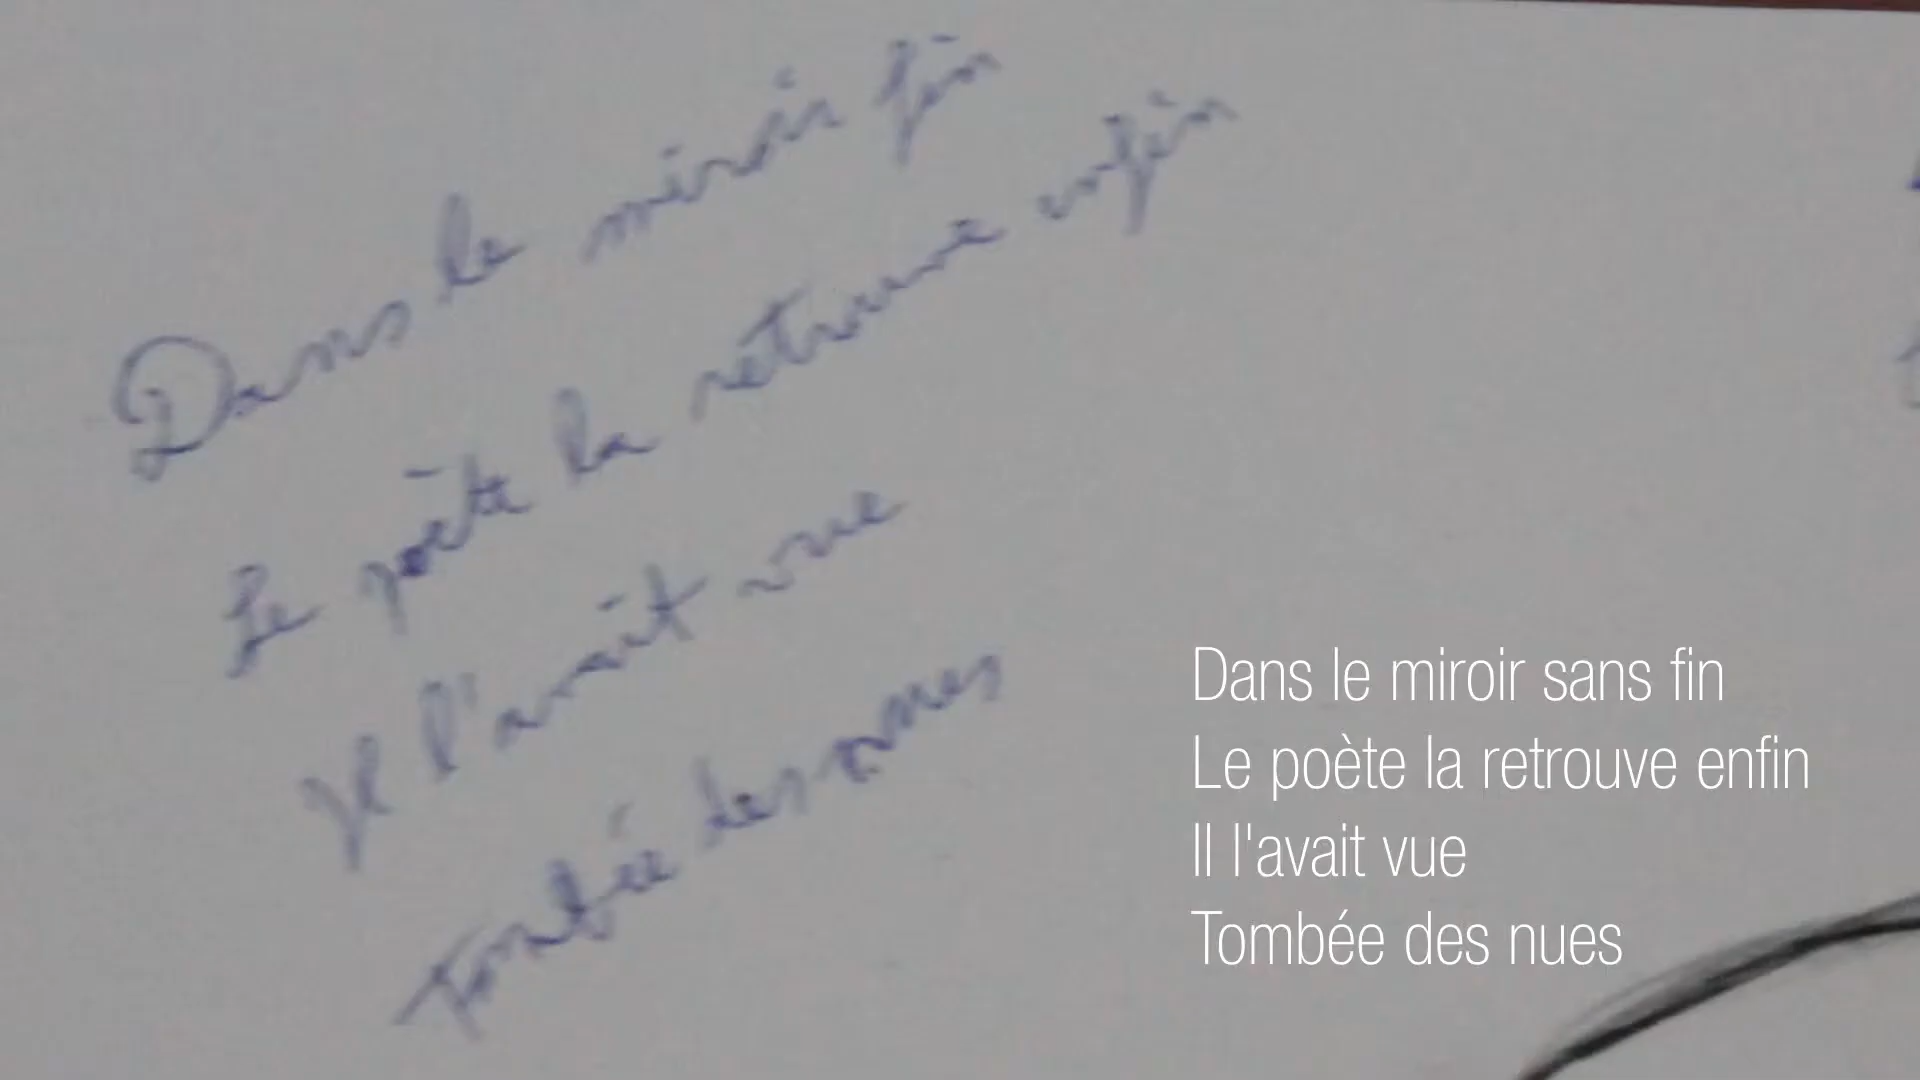 Dans le miroir fin
Le poète la retrouve enfin
Il l'avait vue
Tombée des nues
Dans le miroir sans fin
Le poète la retrouve enfin
Il l'avait vue
Tombée des nues